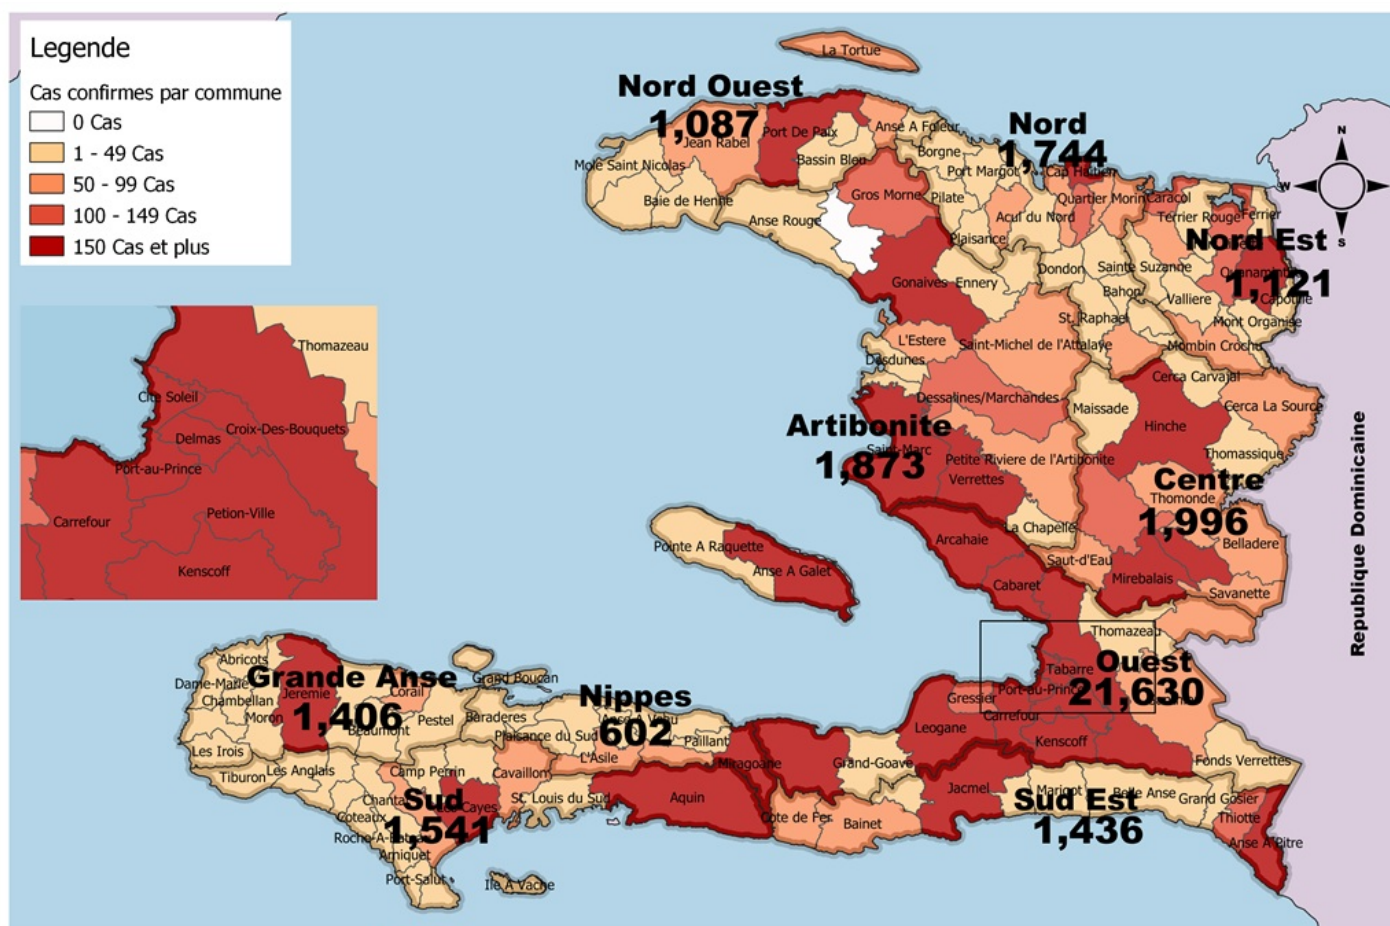 Legende
Cas confirmes par commune
0 Cas
1 - 49 Cas
50 - 99 Cas
100 - 149 Cas
150 Cas et plus
La Tortue
Nord Ouest
1,087
Jean Rabel
Port De Paix
Anse A Foleur
Mole Saint Nicolas
Bassin Bleu
Baie de Henne
Anse Rouge
Nord
1,744
Borgne
Port Margot
Cap Haitien
Gros Morne
Pilate
Acul du Nord
Quartier Morin
Caracol
Terrier Rouge
Ferrier
Plaisance
Nord Est
1,121
Gonaives
Ennery
Dondon
Sainte Suzanne
Bahon
Valliere
Capotille
St. Raphael
Mont Organise
L'Estere
Saint-Michel de l'Attalaye
Mombin Crochu
Desdunes
Cerca Carvajal
Dessalines/Marchandes
Maissade
Cerca La Source
Hinche
Artibonite
1,873
Saint-Marc
Petite Riviere de l'Artibonite
Verrettes
Thomassique
Centre
1,996
Thomonde
La Chapelle
Arcahaie
Belladere
Saut-d'Eau
Cabaret
Mirebalais
Savanette
Pointe A Raquette
Anse A Galet
Thomazeau
Cite Soleil
Delmas
Croix-Des-Bouquets
Port-au-Prince
Carrefour
Petion-Ville
Kenscoff
Thomazeau
Tabarre
Ouest
21,630
Gressier
Port-au-Prince
Carrefour
Leogane
Kenscoff
Fonds Verrettes
Abricots
Dame-Marie
Chambellan
Moron
Grande Anse
1,406
Jeremie
Corail
Beaumont
Pestel
Les Irois
Grand Boucan
Baraderes
Nippes
602
Anse A Veau
Plaisance du Sud
Paillant
L'Asile
Miragoane
Grand-Goave
Tiburon
Les Anglais
Camp Perrin
Cavaillon
Sud
1,541
St. Louis du Sud
Aquin
Coteaux
Arniquet
Port-Salut
Ile A Vache
Cote de Fer
Bainet
Jacmel
Sud Est
1,436
Marigot
Belle Anse
Grand Gosier
Thiotte
Anse A Pitre
Republique Dominicaine
N
W
S